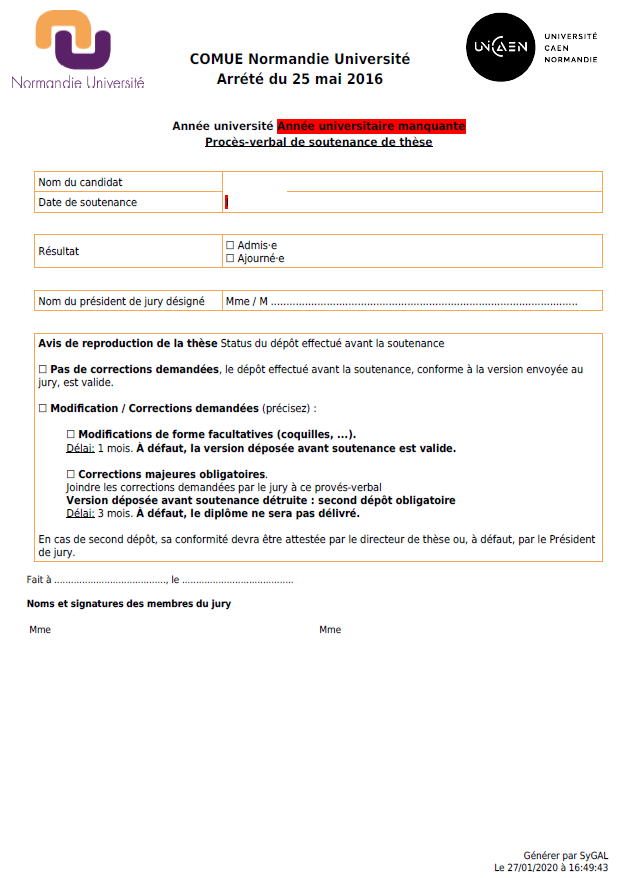 Normandie Université
COMUE Normandie Université
Arrété du 25 mai 2016
UNICAEN
UNIVERSITÉ
CAEN
NORMANDIE
Année université Année universitaire manquante
Procès-verbal de soutenance de thèse
Nom du candidat
Date de soutenance
Résultat
☐ Admis·e
☐ Ajourné·e
Nom du président de jury désigné
Mme / M ...............................................................................................
Avis de reproduction de la thèse Status du dépôt effectué avant la soutenance
☐ Pas de corrections demandées, le dépôt effectué avant la soutenance, conforme à la version envoyée au
jury, est valide.
☐ Modification / Corrections demandées (précisez) :
☐ Modifications de forme facultatives (coquilles, ...).
Délai: 1 mois. À défaut, la version déposée avant soutenance est valide.
☐ Corrections majeures obligatoires.
Joindre les corrections demandées par le jury à ce provés-verbal
Version déposée avant soutenance détruite : second dépôt obligatoire
Délai: 3 mois. À défaut, le diplôme ne sera pas délivré.
En cas de second dépôt, sa conformité devra être attestée par le directeur de thèse ou, à défaut, par le Président
de jury.
Fait à ........................................, le ........................................
Noms et signatures des membres du jury
Mme
Mme
Générer par SyGAL
Le 27/01/2020 à 16:49:43